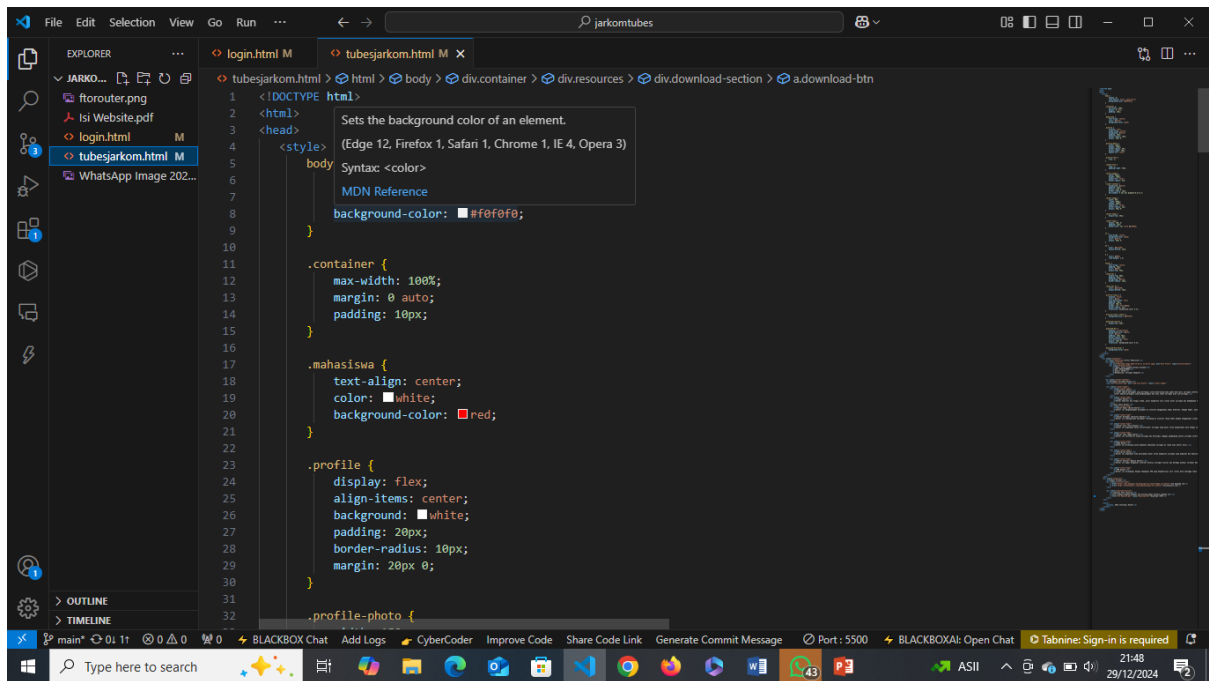 File Edit Selection View Go Run ···
jarkomtubes
EXPLORER ···
login.html M
tubesjarkom.html M
JARKO...
ftorouter.png
Isi Website.pdf
login.html M
tubesjarkom.html M
WhatsApp Image 202...
OUTLINE
TIMELINE
tubesjarkom.html > html > body > div.container > div.resources > div.download-section > a.download-btn
1 <!DOCTYPE html>
2 <html>
3 <head>
4 <style>
5 body
6
7
Sets the background color of an element.
(Edge 12, Firefox 1, Safari 1, Chrome 1, IE 4, Opera 3)
Syntax: <color>
MDN Reference
8 background-color: #f0f0f0;
9 }
10
11 .container {
12 max-width: 100%;
13 margin: 0 auto;
14 padding: 10px;
15 }
16
17 .mahasiswa {
18 text-align: center;
19 color: white;
20 background-color: red;
21 }
22
23 .profile {
24 display: flex;
25 align-items: center;
26 background: white;
27 padding: 20px;
28 border-radius: 10px;
29 margin: 20px 0;
30 }
31
32 .profile-photo {
3
1
1
main* 0↓ 1↑ 0 0 0 BLACKBOX Chat Add Logs CyberCoder Improve Code Share Code Link Generate Commit Message Port : 5500 BLACKBOXAI: Open Chat Tabnine: Sign-in is required
Type here to search
43
ASII
21:48
29/12/2024
2